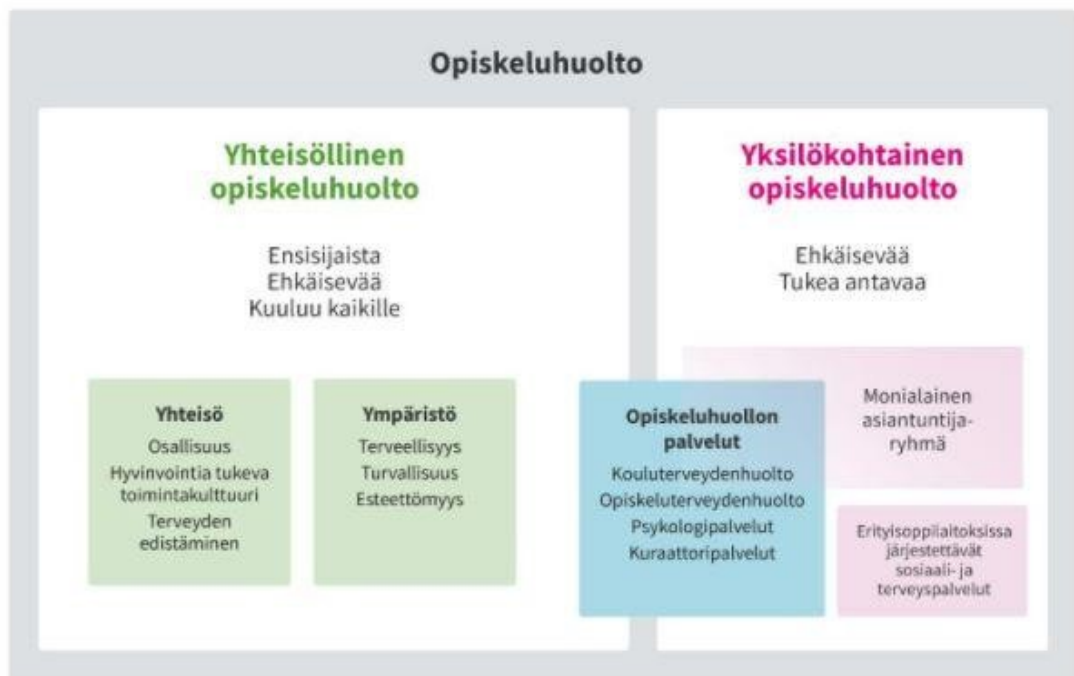 Opiskeluhuolto
Yhteisöllinen
opiskeluhuolto
Ensisijaista
Ehkäisevää
Kuuluu kaikille
Yhteisö
Osallisuus
Hyvinvointia tukeva
toimintakulttuuri
Terveyden
edistäminen
Ympäristö
Terveellisyys
Turvallisuus
Esteettömyys
Yksilökohtainen
opiskeluhuolto
Ehkäisevää
Tukea antavaa
Opiskeluhuollon
palvelut
Kouluterveydenhuolto
Opiskeluterveydenhuolto
Psykologipalvelut
Kuraattoripalvelut
Monialainen
asiantuntija-
ryhmä
Erityisoppilaitoksissa
järjestettävät
sosiaali- ja
terveyspalvelut